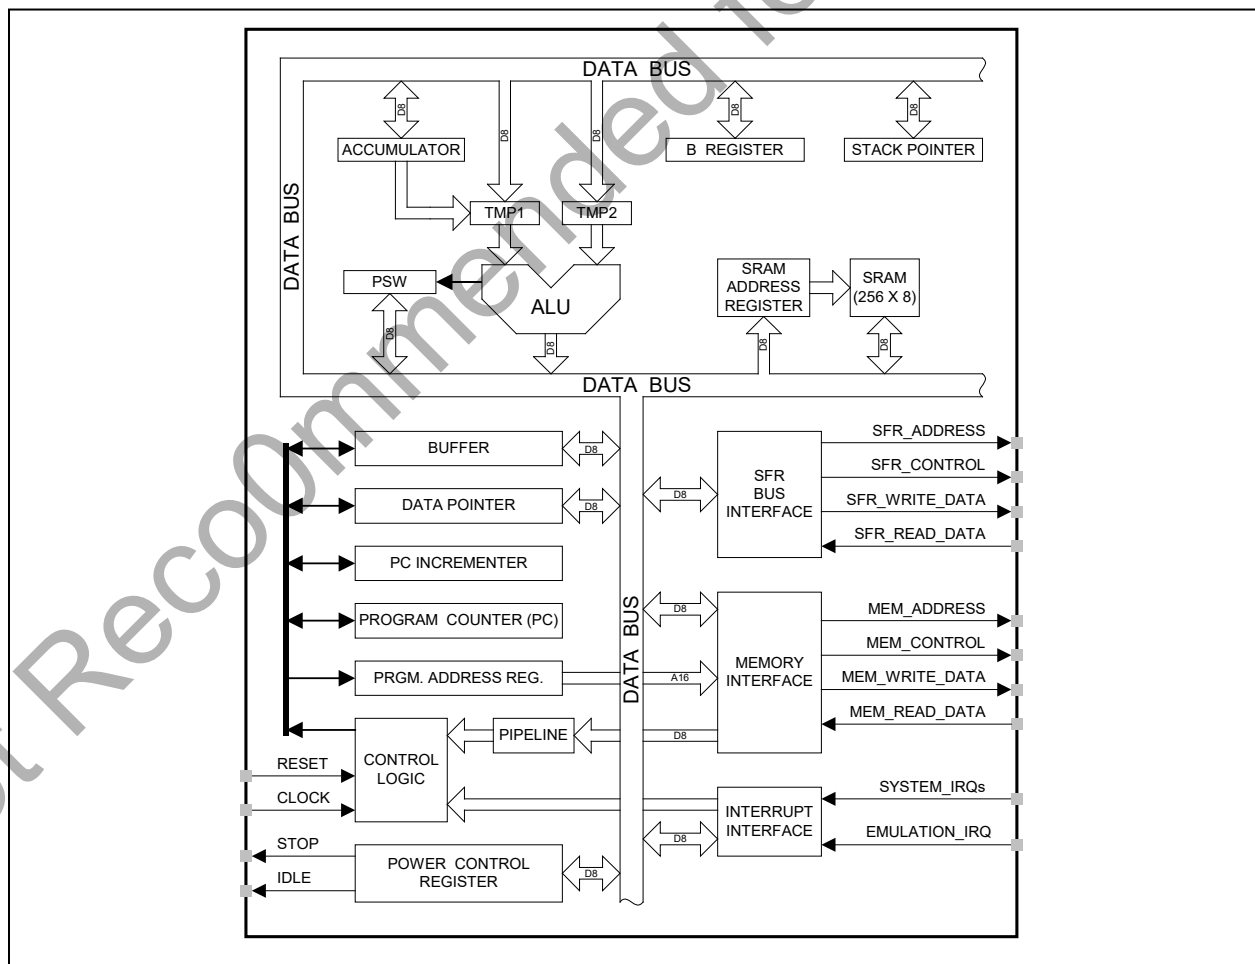 DATA BUS
D8
D8
D8
D8
D8
ACCUMULATOR
B REGISTER
STACK POINTER
DATA BUS
TMP1
TMP2
PSW
ALU
SRAM
ADDRESS
REGISTER
SRAM
(256 X 8)
D8
D8
D8
D8
DATA BUS
BUFFER
D8
DATA POINTER
D8
PC INCREMENTER
PROGRAM COUNTER (PC)
PRGM. ADDRESS REG.
A16
PIPELINE
D8
CONTROL
LOGIC
RESET
CLOCK
STOP
IDLE
POWER CONTROL
REGISTER
D8
DATA BUS
D8
SFR
BUS
INTERFACE
SFR_ADDRESS
SFR_CONTROL
SFR_WRITE_DATA
SFR_READ_DATA
D8
MEMORY
INTERFACE
MEM_ADDRESS
MEM_CONTROL
MEM_WRITE_DATA
MEM_READ_DATA
INTERRUPT
INTERFACE
D8
SYSTEM_IRQs
EMULATION_IRQ
Reco0mmended